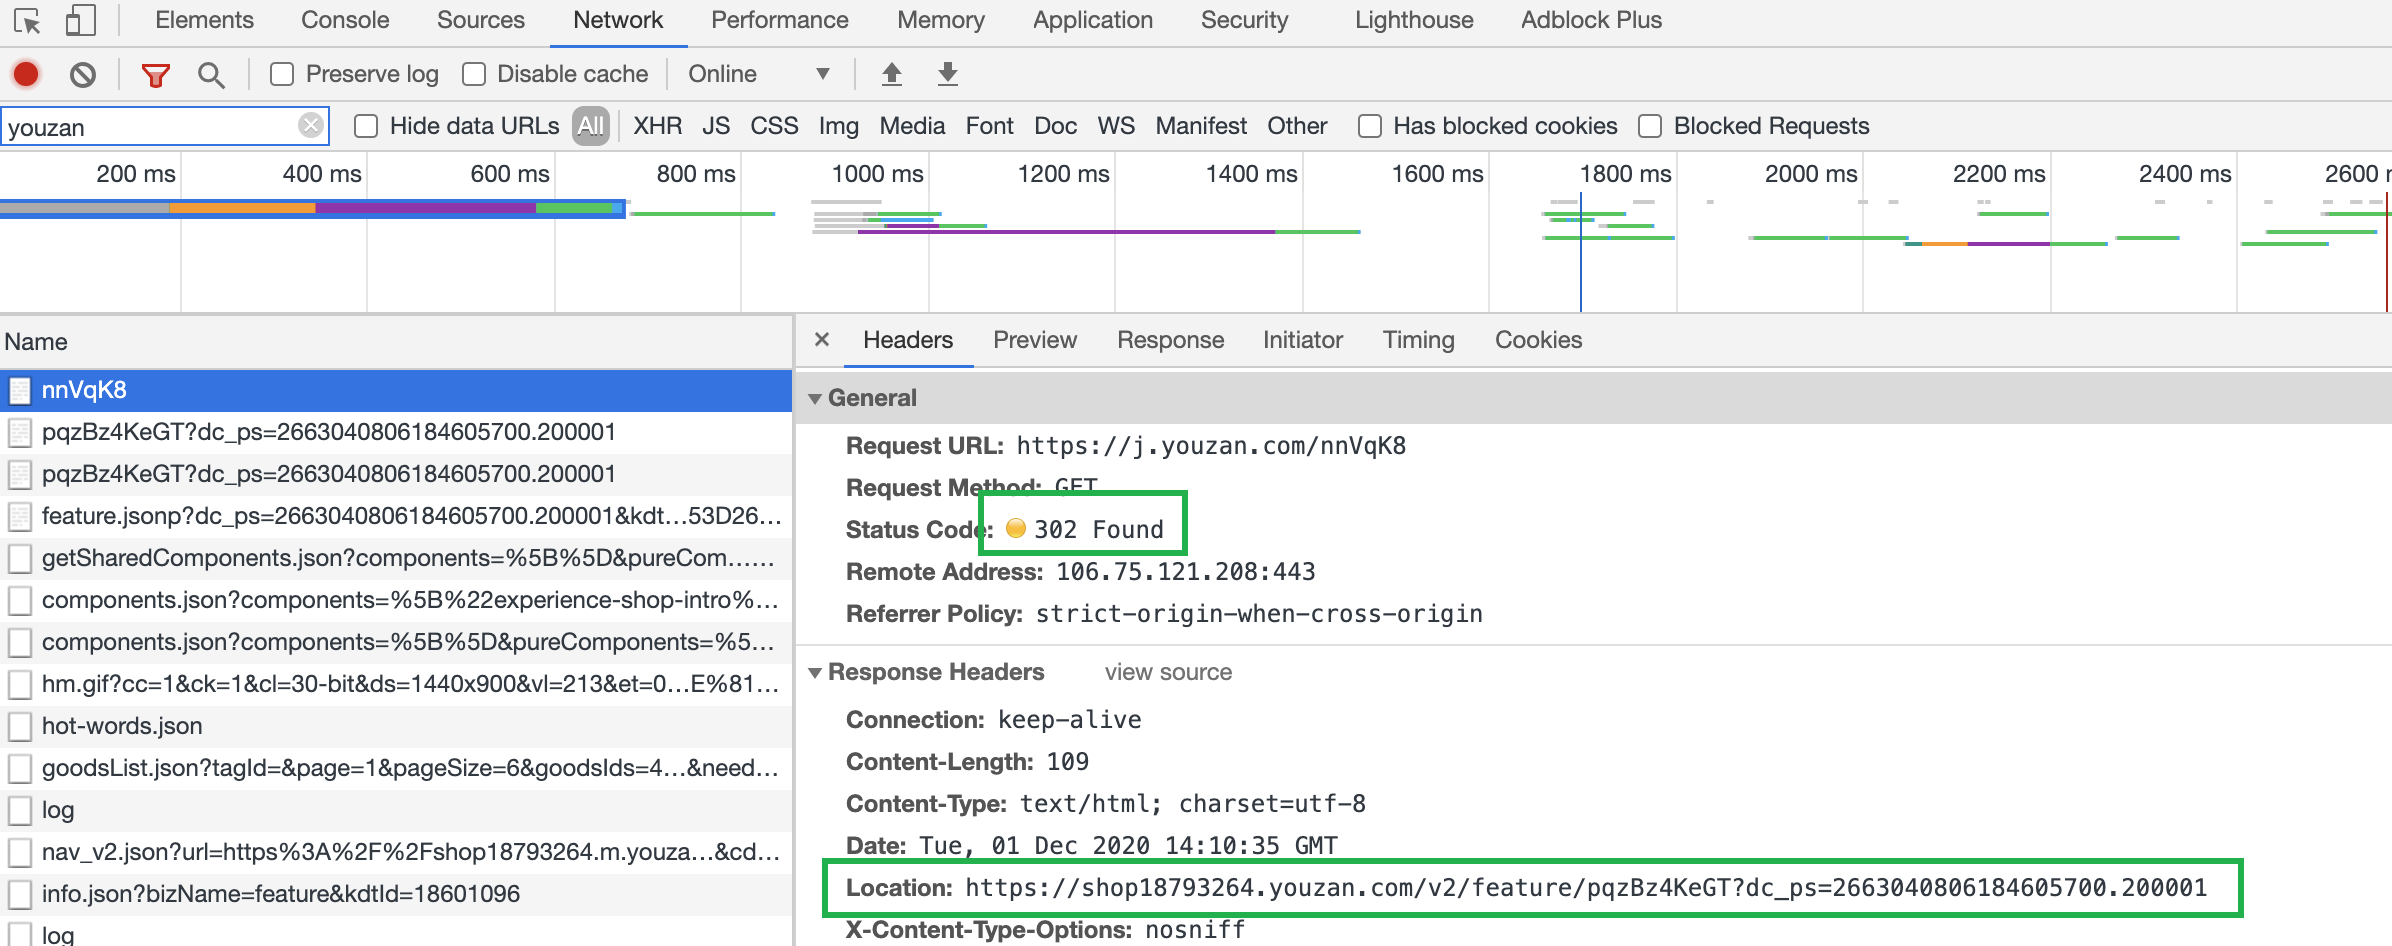 Elements Console Sources Network Performance Memory Application Security Lighthouse Adblock Plus
Preserve log Disable cache Online
youzan Hide data URLs All XHR JS CSS Img Media Font Doc WS Manifest Other Has blocked cookies Blocked Requests
200 ms 400 ms 600 ms 800 ms 1000 ms 1200 ms 1400 ms 1600 ms 1800 ms 2000 ms 2200 ms 2400 ms 2600
Name
nnVqK8
pqzBz4KeGT?dc_ps=2663040806184605700.200001
pqzBz4KeGT?dc_ps=2663040806184605700.200001
feature.jsonp?dc_ps=2663040806184605700.200001&kdt…53D26…
getSharedComponents.json?components=%5B%5D&pureCom……
components.json?components=%5B%22experience-shop-intro%…
components.json?components=%5B%5D&pureComponents=%5…
hm.gif?cc=1&ck=1&cl=30-bit&ds=1440x900&vl=213&et=0…E%81…
hot-words.json
goodsList.json?tagId=&page=1&pageSize=6&goodsIds=4…&need…
log
nav_v2.json?url=https%3A%2F%2Fshop18793264.m.youza…&cd…
info.json?bizName=feature&kdtId=18601096
log
× Headers Preview Response Initiator Timing Cookies
General
Request URL: https://j.youzan.com/nnVqK8
Request Method: GET
Status Code: 302 Found
Remote Address: 106.75.121.208:443
Referrer Policy: strict-origin-when-cross-origin
Response Headers view source
Connection: keep-alive
Content-Length: 109
Content-Type: text/html; charset=utf-8
Date: Tue, 01 Dec 2020 14:10:35 GMT
Location: https://shop18793264.youzan.com/v2/feature/pqzBz4KeGT?dc_ps=2663040806184605700.200001
X-Content-Type-Options: nosniff